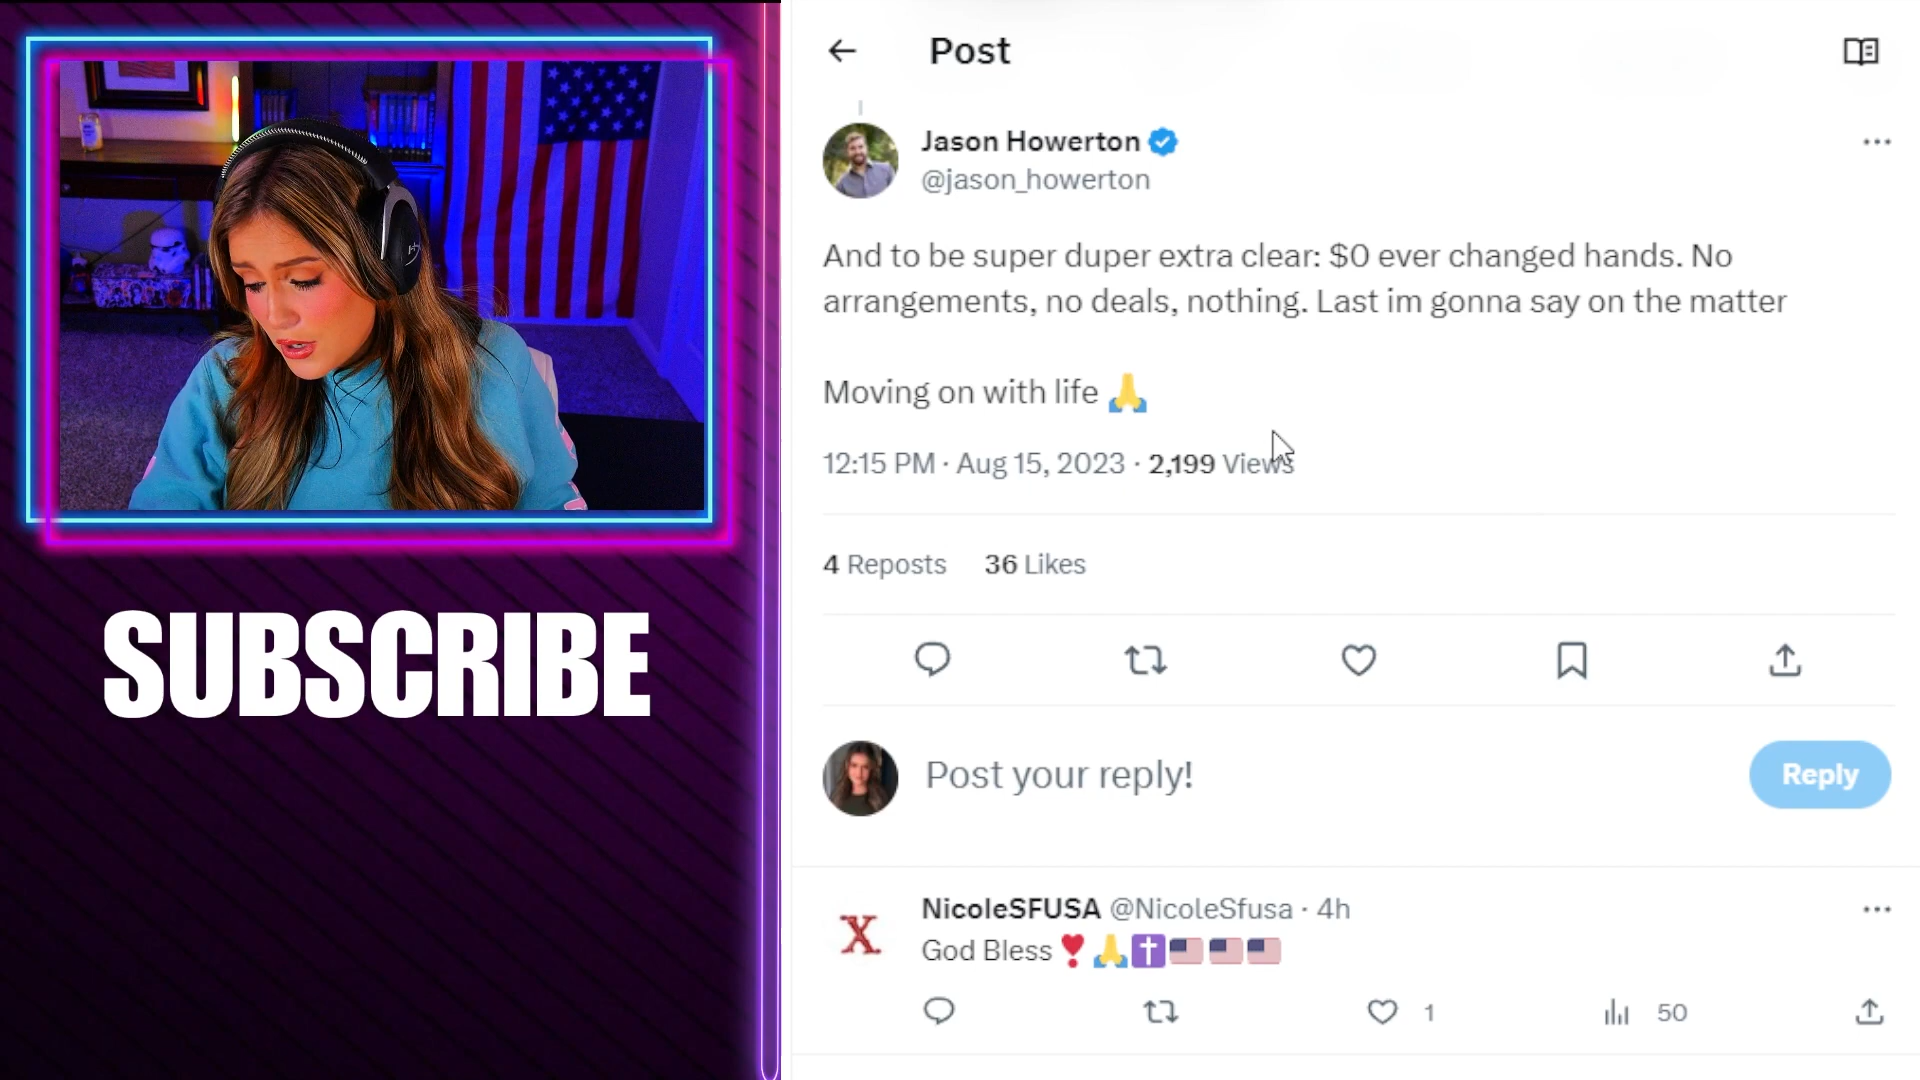 SUBSCRIBE
Post
Jason Howerton
@jason_howerton
And to be super duper extra clear: $0 ever changed hands. No
arrangements, no deals, nothing. Last im gonna say on the matter
Moving on with life 🙏
12:15 PM · Aug 15, 2023 · 2,199 Views
4 Reposts 36 Likes
Post your reply!
Reply
NicoleSFUSA @NicoleSfusa · 4h
God Bless❣️🙏✝️🇺🇸🇺🇸🇺🇸
1 50